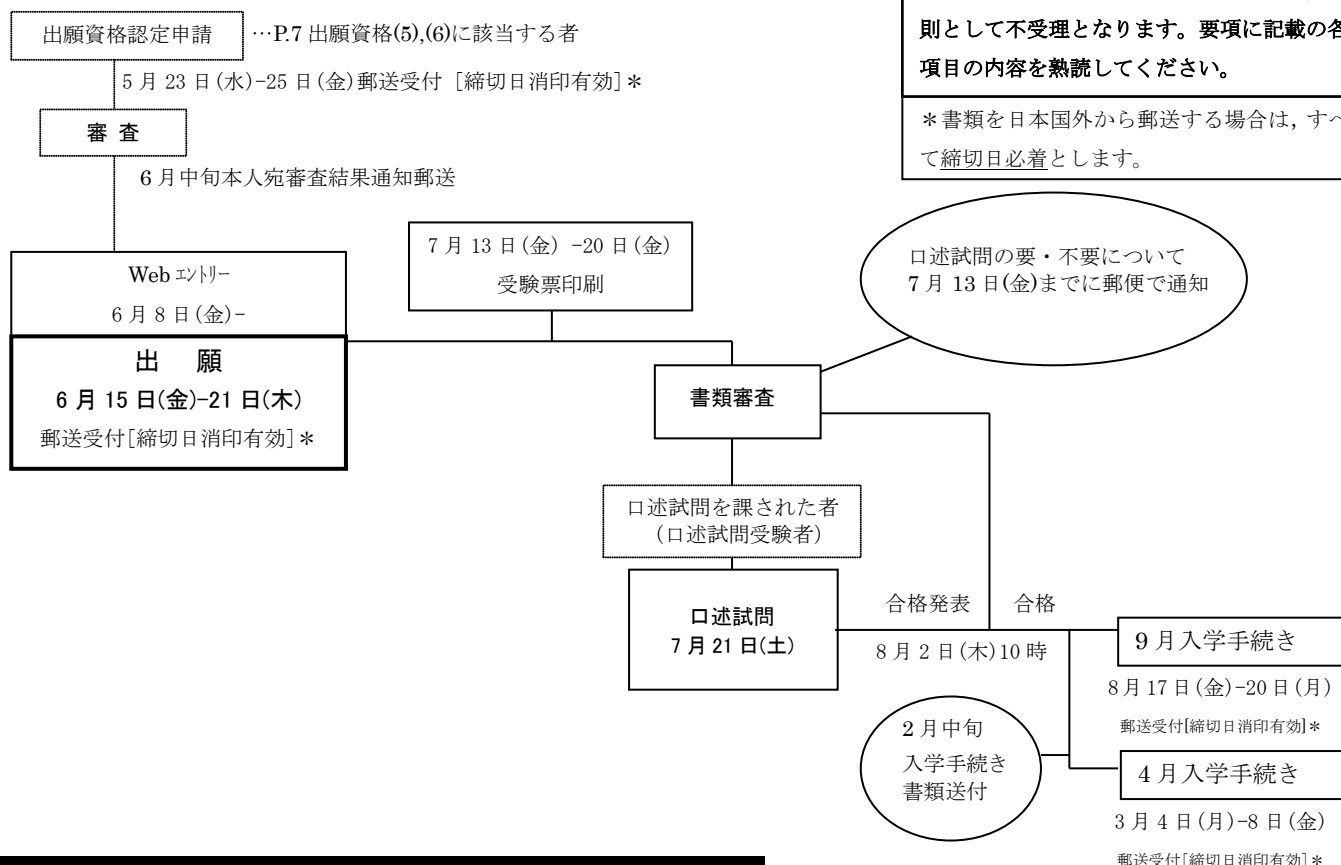 則として不受理となります。要項に記載の各
項目の内容を熟読してください。
＊書類を日本国外から郵送する場合は, すべ
て締切日必着とします。
出願資格認定申請 …P.7 出願資格(5),(6)に該当する者
5 月 23 日(水)-25 日(金)郵送受付 [締切日消印有効]＊
審 査
6 月中旬本人宛審査結果通知郵送
Web エントリー
6 月 8 日(金)-
出 願
6 月 15 日(金)-21 日(木)
郵送受付[締切日消印有効]＊
7 月 13 日(金) -20 日(金)
受験票印刷
口述試問の要・不要について
7 月 13 日(金)までに郵便で通知
書類審査
口述試問を課された者
(口述試問受験者)
口述試問
7 月 21 日(土)
合格発表 合格
8 月 2 日(木)10 時
9 月入学手続き
8 月 17 日(金)-20 日(月)
郵送受付[締切日消印有効]＊
2 月中旬
入学手続き
書類送付
4 月入学手続き
3 月 4 日(月)-8 日(金)
郵送受付[締切日消印有効]＊